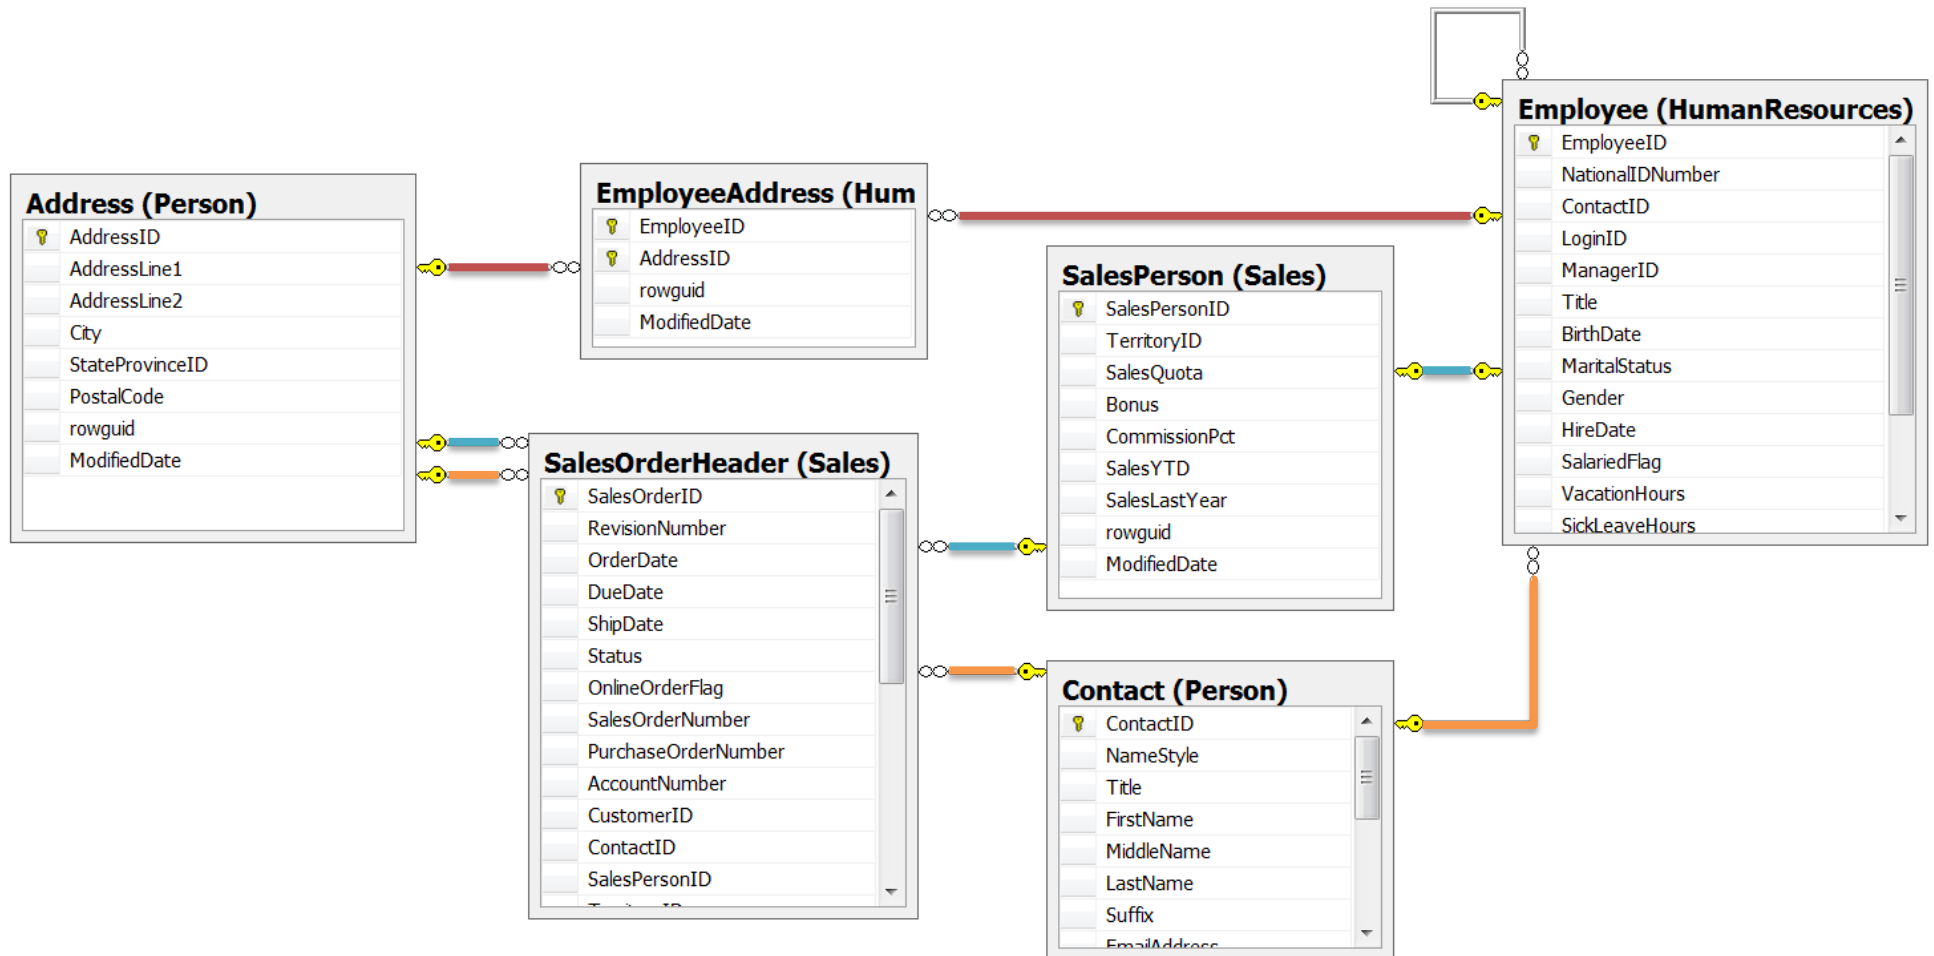 Address (Person)
AddressID
AddressLine1
AddressLine2
City
StateProvinceID
PostalCode
rowguid
ModifiedDate
EmployeeAddress (Hum
EmployeeID
AddressID
rowguid
ModifiedDate
SalesOrderHeader (Sales)
SalesOrderID
RevisionNumber
OrderDate
DueDate
ShipDate
Status
OnlineOrderFlag
SalesOrderNumber
PurchaseOrderNumber
AccountNumber
CustomerID
ContactID
SalesPersonID
SalesPerson (Sales)
SalesPersonID
TerritoryID
SalesQuota
Bonus
CommissionPct
SalesYTD
SalesLastYear
rowguid
ModifiedDate
Contact (Person)
ContactID
NameStyle
Title
FirstName
MiddleName
LastName
Suffix
EmailAddress
Employee (HumanResources)
EmployeeID
NationalIDNumber
ContactID
LoginID
ManagerID
Title
BirthDate
MaritalStatus
Gender
HireDate
SalariedFlag
VacationHours
SickLeaveHours